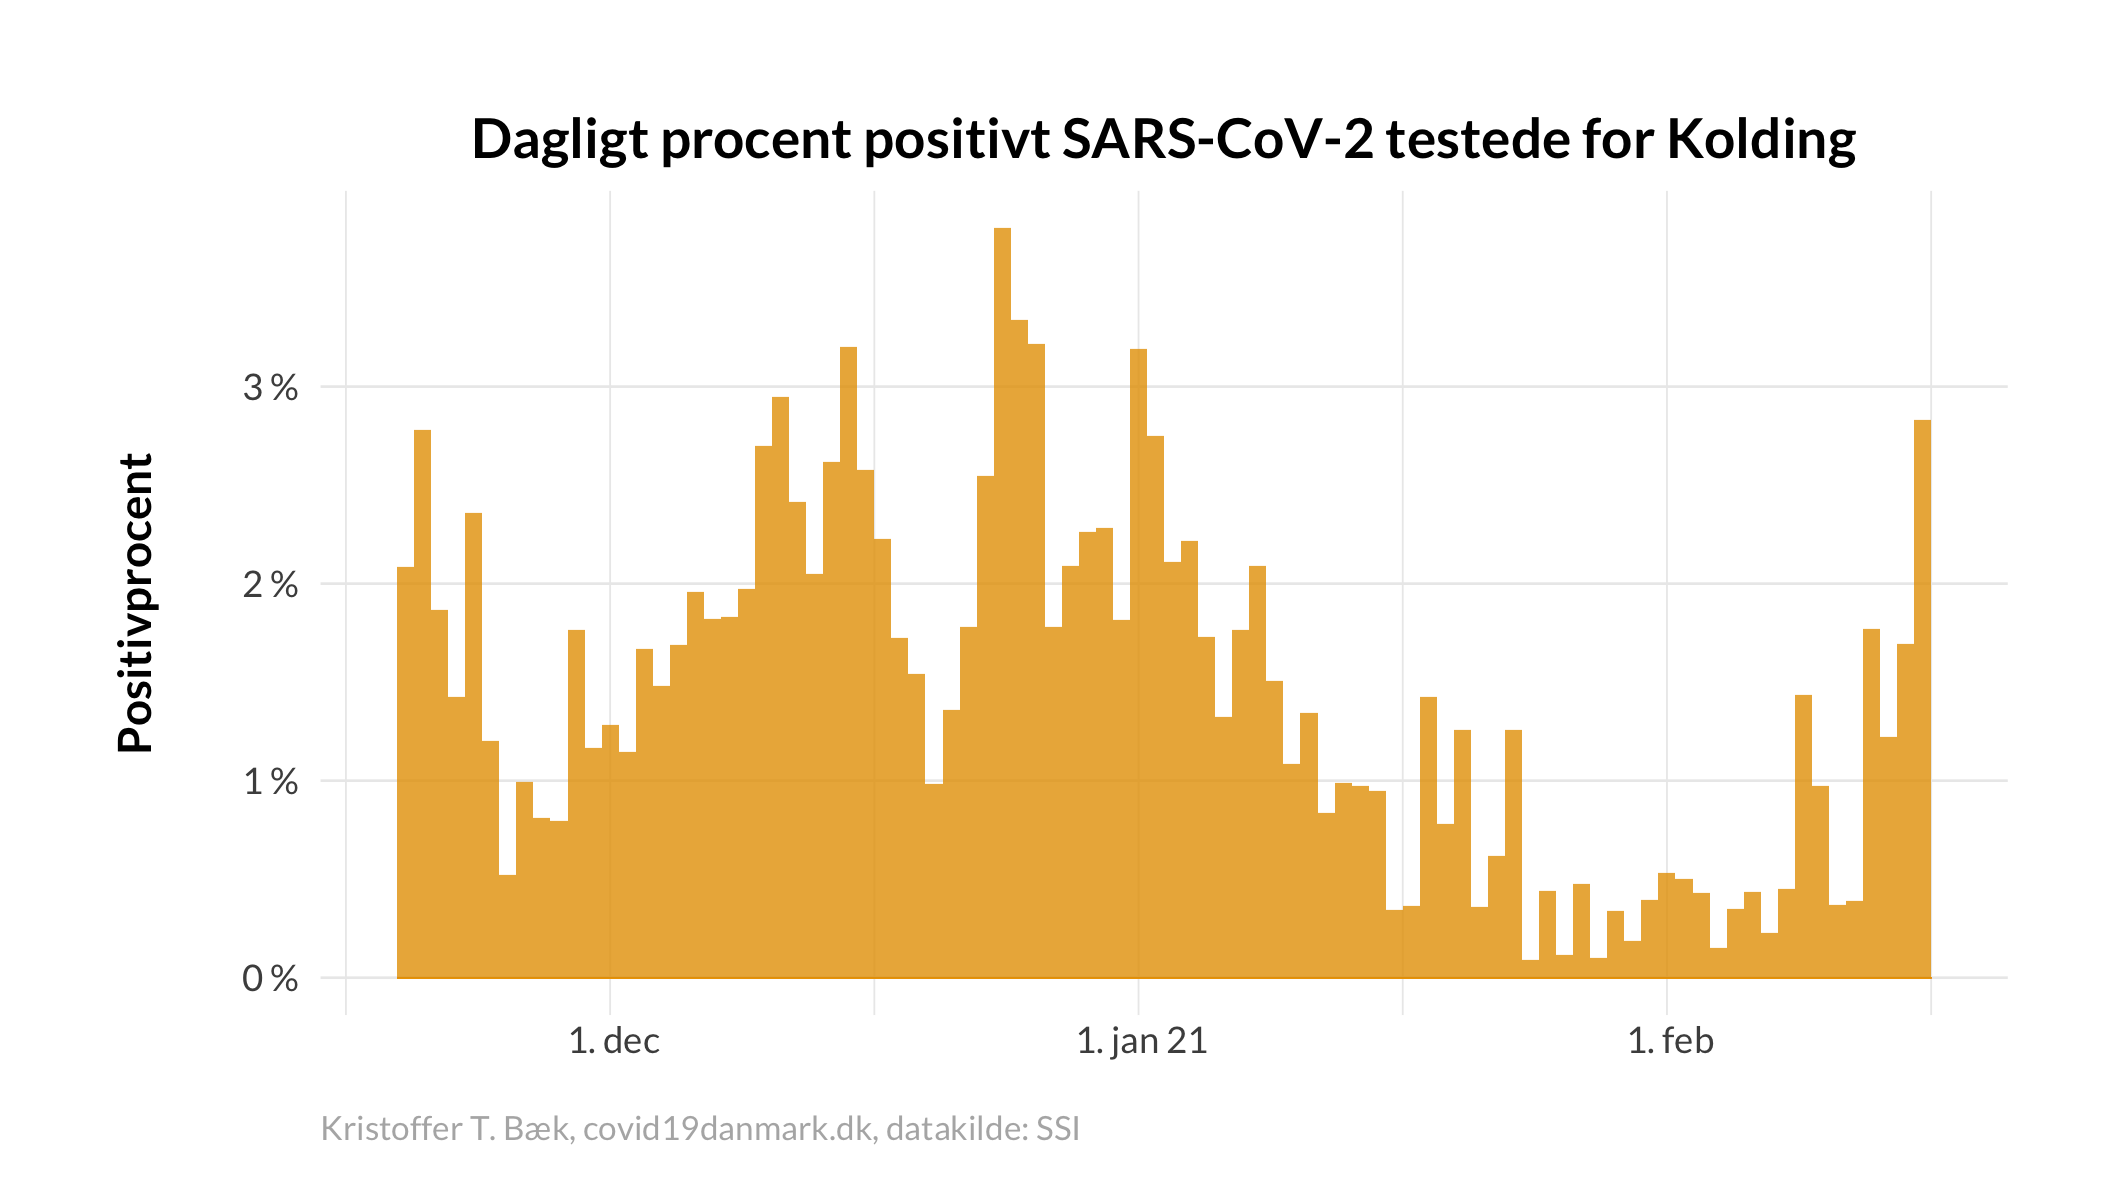 Dagligt procent positivt SARS-CoV-2 testede for Kolding
Positivprocent
3 %
2 %
1 %
0 %
1. dec
1. jan 21
1. feb
Kristoffer T. Bæk, covid19danmark.dk, datakilde: SSI